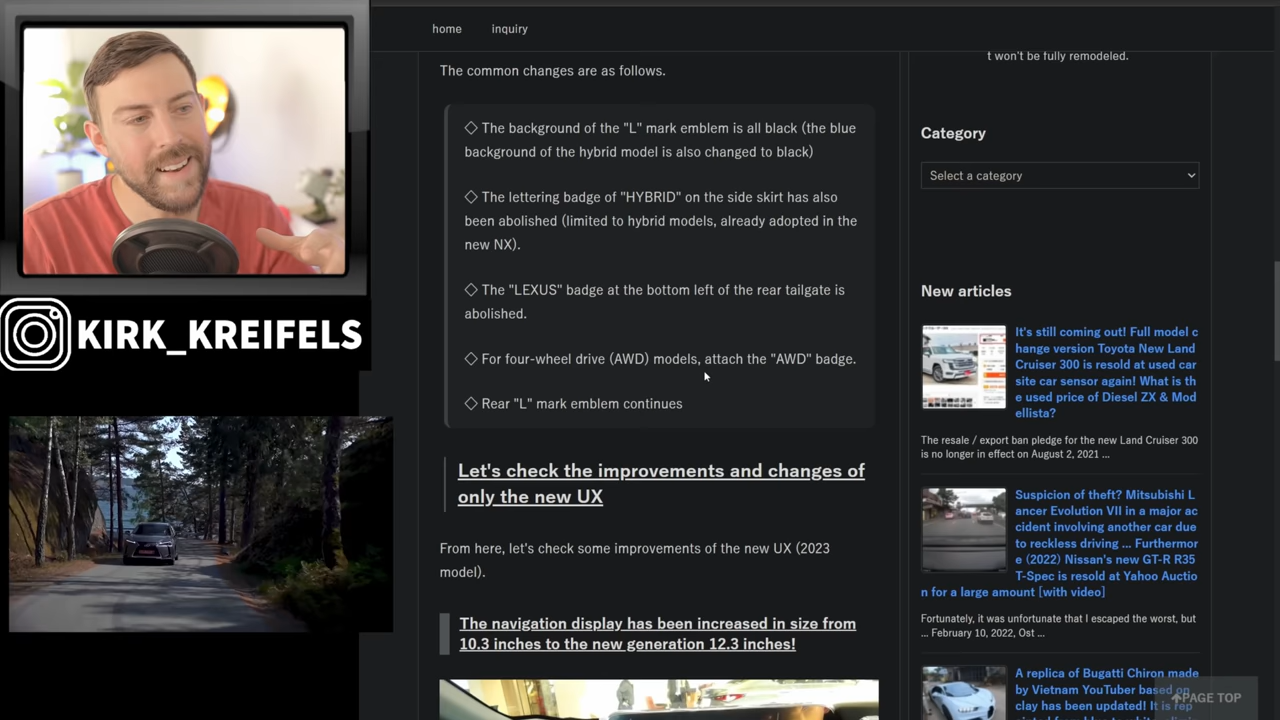 home
inquiry
The common changes are as follows.
◇ The background of the "L" mark emblem is all black (the blue
background of the hybrid model is also changed to black)
◇ The lettering badge of "HYBRID" on the side skirt has also
been abolished (limited to hybrid models, already adopted in the
new NX).
◇ The "LEXUS" badge at the bottom left of the rear tailgate is
abolished.
◇ For four-wheel drive (AWD) models, attach the "AWD" badge.
◇ Rear "L" mark emblem continues
Let's check the improvements and changes of
only the new UX
From here, let's check some improvements of the new UX (2023
model).
The navigation display has been increased in size from
10.3 inches to the new generation 12.3 inches!
t won't be fully remodeled.
Category
Select a category
New articles
It's still coming out! Full model c
hange version Toyota New Land
Cruiser 300 is resold at used car
site car sensor again! What is th
e used price of Diesel ZX & Mod
ellista?
The resale / export ban pledge for the new Land Cruiser 300
is no longer in effect on August 2, 2021 ...
Suspicion of theft? Mitsubishi L
ancer Evolution VII in a major ac
cident involving another car due
to reckless driving ... Furthermor
e (2022) Nissan's new GT-R R35
T-Spec is resold at Yahoo Auctio
n for a large amount [with video]
Fortunately, it was unfortunate that I escaped the worst, but
... February 10, 2022, Ost ...
A replica of Bugatti Chiron made
by Vietnam YouTuber based on
clay has been updated! It is rep
PAGE TOP
KIRK_KREIFELS